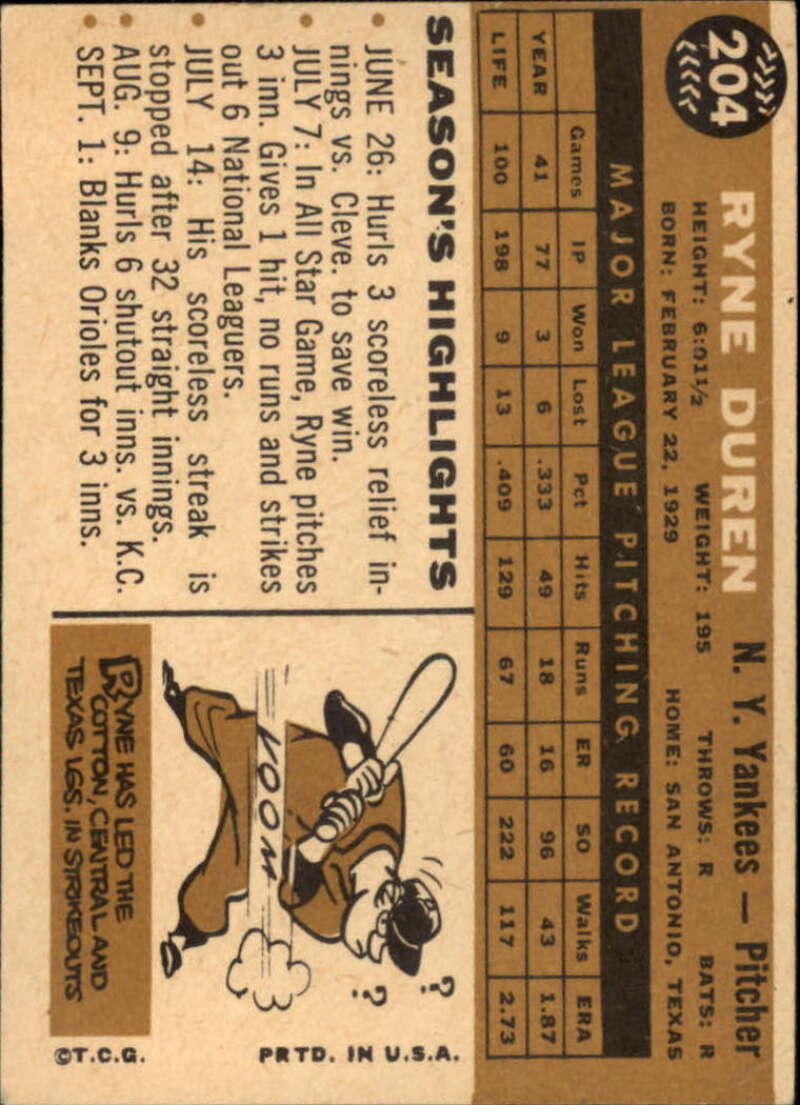 204
RYNE DUREN N. Y. Yankees — Pitcher
HEIGHT: 6:01½ WEIGHT: 195 THROWS: R BATS: R
BORN: FEBRUARY 22, 1929 HOME: SAN ANTONIO, TEXAS
MAJOR LEAGUE PITCHING RECORD
Games IP Won Lost Pct Hits Runs ER SO Walks ERA
YEAR 41 77 3 6 .333 49 18 16 96 43 1.87
LIFE 100 198 9 13 .409 129 67 60 222 117 2.73
SEASON'S HIGHLIGHTS
• JUNE 26: Hurls 3 scoreless relief in-
nings vs. Cleve. to save win.
• JULY 7: In All Star Game, Ryne pitches
3 inn. Gives 1 hit, no runs and strikes
out 6 National Leaguers.
• JULY 14: His scoreless streak is
stopped after 32 straight innings.
• AUG. 9: Hurls 6 shutout inns. vs. K.C.
• SEPT. 1: Blanks Orioles for 3 inns.
? ?
VOOM
RYNE HAS LED THE
COTTON, CENTRAL AND
TEXAS LGS. IN STRIKEOUTS
PRTD. IN U.S.A.
©T.C.G.